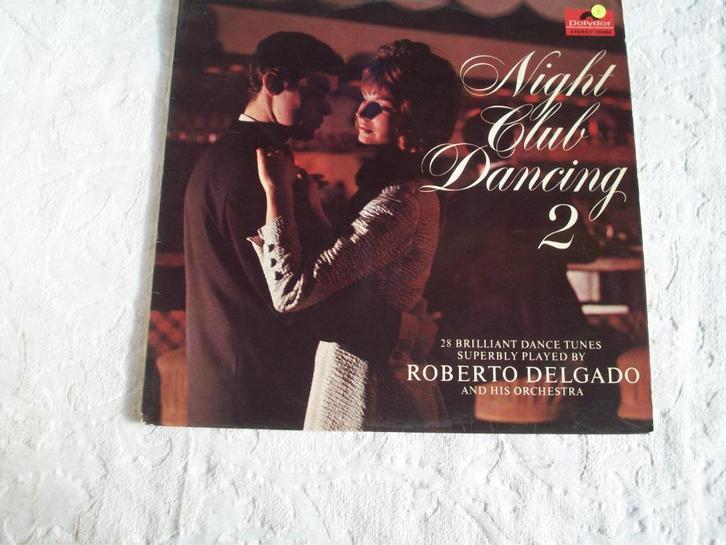 Polydor
STEREO
Night
Club
Dancing
2
28 BRILLIANT DANCE TUNES
SUPERBLY PLAYED BY
ROBERTO DELGADO
AND HIS ORCHESTRA